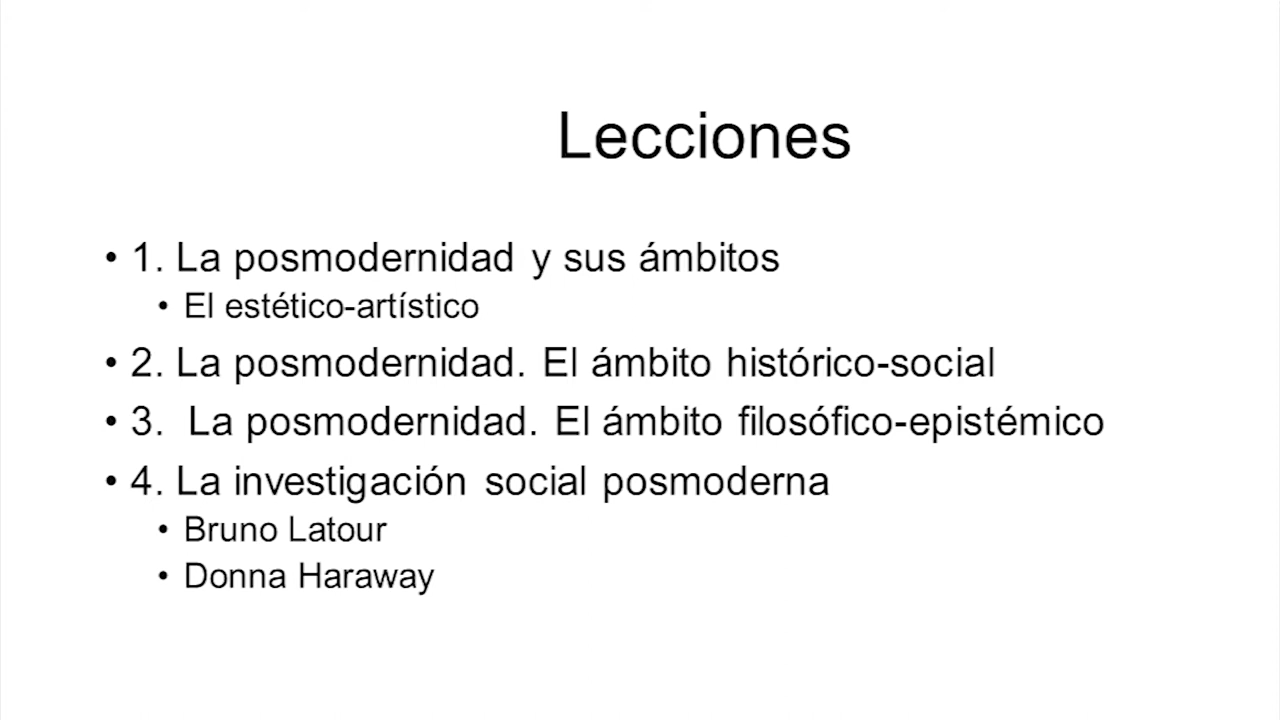 Lecciones
• 1. La posmodernidad y sus ámbitos
• El estético-artístico
• 2. La posmodernidad. El ámbito histórico-social
• 3. La posmodernidad. El ámbito filosófico-epistémico
• 4. La investigación social posmoderna
• Bruno Latour
• Donna Haraway